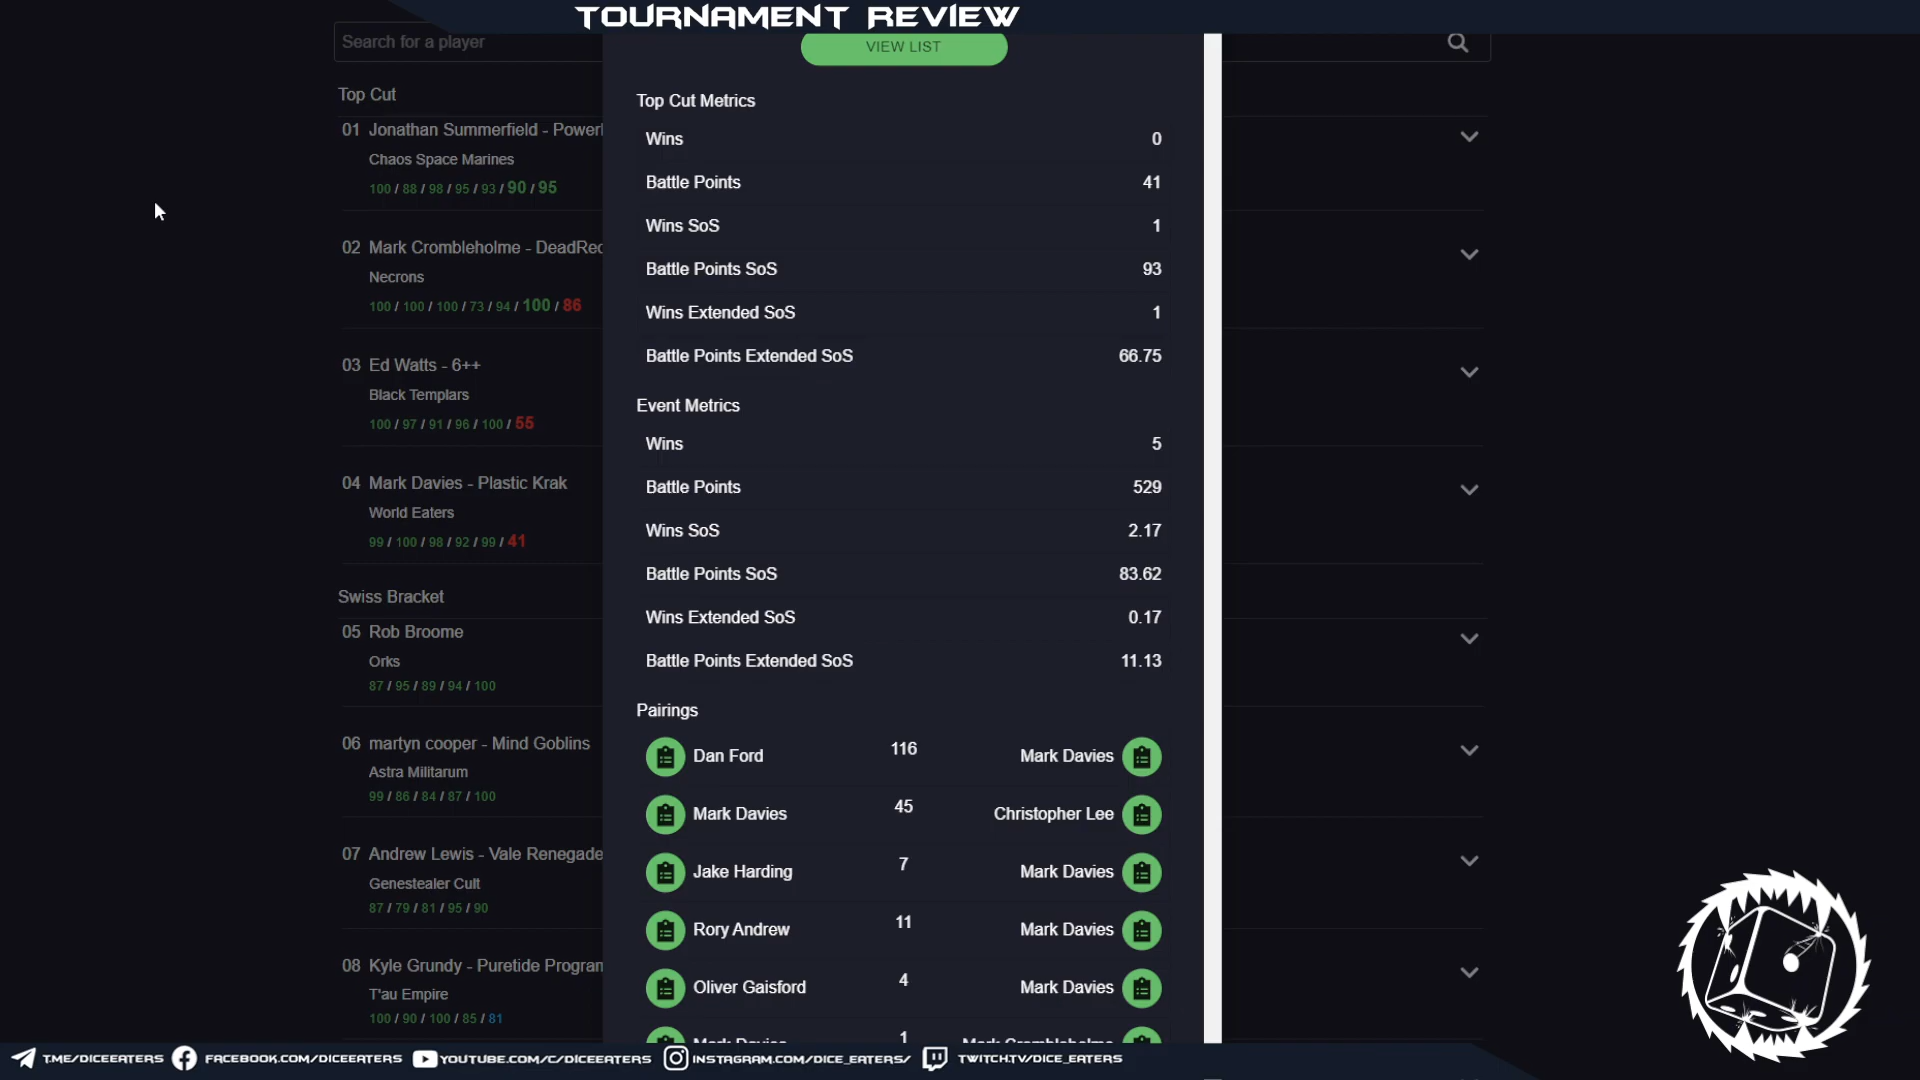 TOURNAMENT REVIEW
Search for a player
VIEW LIST
Top Cut
01 Jonathan Summerfield -
Chaos Space Marines
100 / 88 / 98 / 95 / 93 / 90 / 95
02 Mark Crombleholme -
Necrons
100 / 100 / 100 / 73 / 94 / 100 / 86
03 Ed Watts - 6++
Black Templars
100 / 97 / 91 / 96 / 100 / 55
04 Mark Davies - Plastic Krak
World Eaters
99 / 100 / 98 / 92 / 99 / 41
Swiss Bracket
05 Rob Broome
Orks
87 / 95 / 89 / 94 / 100
06 martyn cooper - Mind Goblins
Astra Militarum
99 / 86 / 84 / 87 / 100
07 Andrew Lewis - Vale Renegade
Genestealer Cult
87 / 79 / 81 / 95 / 90
08 Kyle Grundy - Puretide Program
T'au Empire
100 / 90 / 100 / 85 / 81
Top Cut Metrics
Wins 0
Battle Points 41
Wins SoS 1
Battle Points SoS 93
Wins Extended SoS 1
Battle Points Extended SoS 66.75
Event Metrics
Wins 5
Battle Points 529
Wins SoS 2.17
Battle Points SoS 83.62
Wins Extended SoS 0.17
Battle Points Extended SoS 11.13
Pairings
Dan Ford 116 Mark Davies
Mark Davies 45 Christopher Lee
Jake Harding 7 Mark Davies
Rory Andrew 11 Mark Davies
Oliver Gaisford 4 Mark Davies
Mark Davies 1 Mark Crombleholme
T.ME/DICEEATERS FACEBOOK.COM/DICEEATERS YOUTUBE.COM/C/DICEEATERS INSTAGRAM.COM/DICE_EATERS/ TWITCH.TV/DICE_EATERS